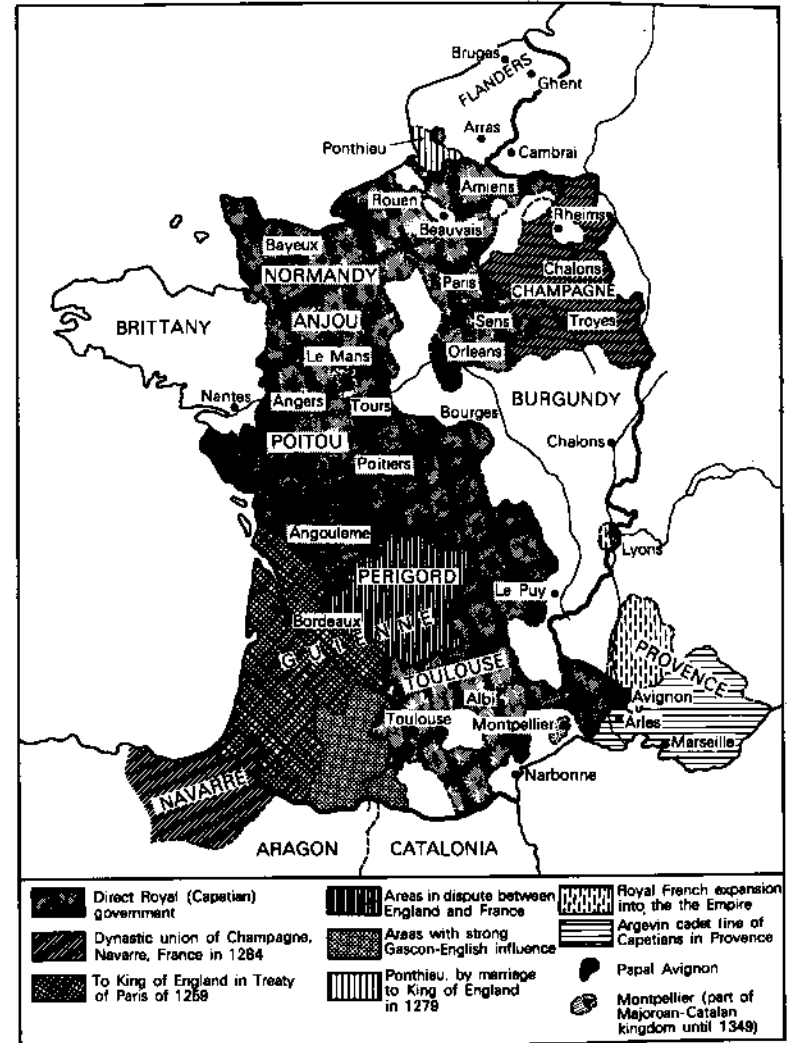 Bruges
FLANDERS
Ghent
Arras
Ponthieu
Cambrai
Amiens
Rouen
Rheims
Beauvais
Bayeux
Chalons
NORMANDY
Paris
CHAMPAGNE
BRITTANY
ANJOU
Sens
Troyes
Le Mans
Orleans
Nantes
Angers
Tours
Bourges
BURGUNDY
POITOU
Chalons
Poitiers
Angouleme
Lyons
PERIGORD
Le Puy
Bordeaux
GUIENNE
PROVENCE
TOULOUSE
Albi
Avignon
Toulouse
Montpellier
Arles
Marseille
NAVARRE
Narbonne
ARAGON
CATALONIA
Direct Royal (Capetian)
government
Dynastic union of Champagne,
Navarre, France in 1284
To King of England in Treaty
of Paris of 1259
Areas in dispute between
England and France
Areas with strong
Gascon-English influence
Ponthieu, by marriage
to King of England
in 1279
Royal French expansion
into the the Empire
Argevin cadet line of
Capetians in Provence
Papal Avignon
Montpellier (part of
Majoroan-Catalan
kingdom until 1349)